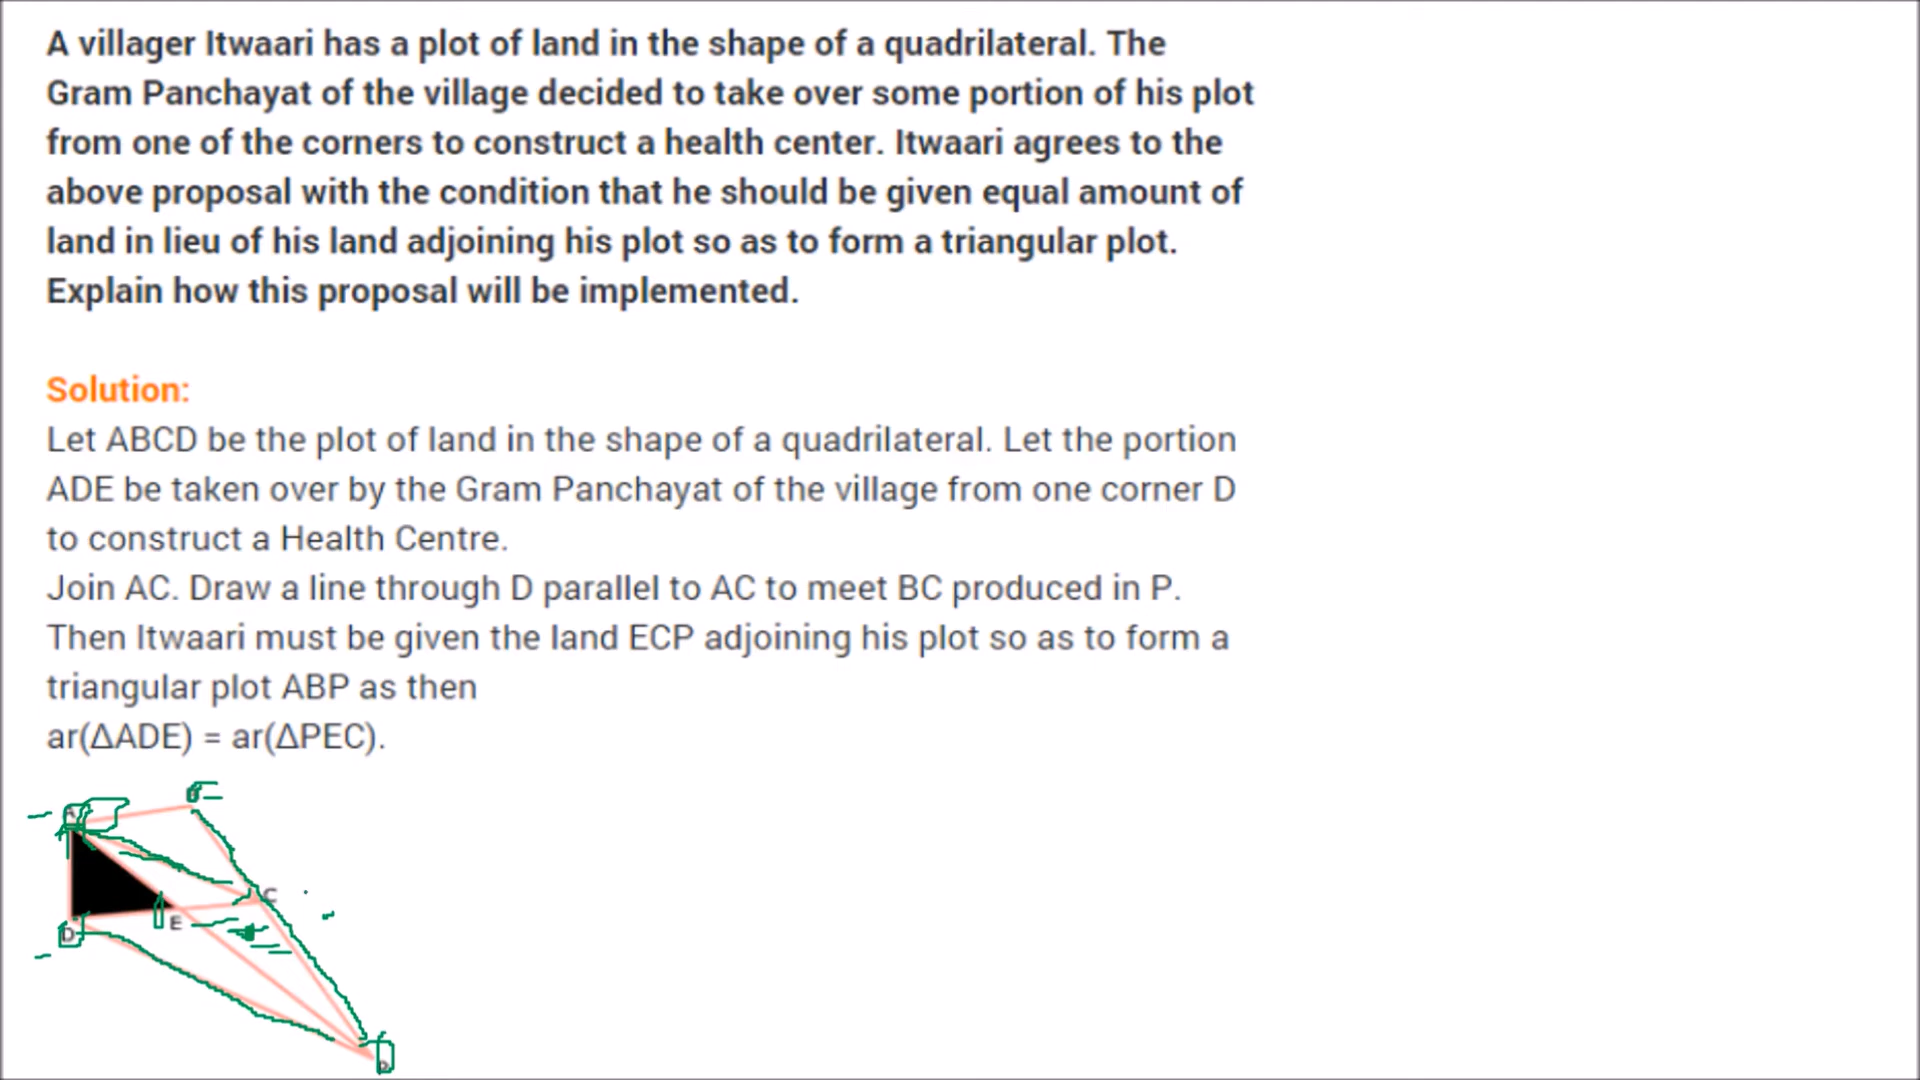 A villager Itwaari has a plot of land in the shape of a quadrilateral. The
Gram Panchayat of the village decided to take over some portion of his plot
from one of the corners to construct a health center. Itwaari agrees to the
above proposal with the condition that he should be given equal amount of
land in lieu of his land adjoining his plot so as to form a triangular plot.
Explain how this proposal will be implemented.
Solution:
Let ABCD be the plot of land in the shape of a quadrilateral. Let the portion
ADE be taken over by the Gram Panchayat of the village from one corner D
to construct a Health Centre.
Join AC. Draw a line through D parallel to AC to meet BC produced in P.
Then Itwaari must be given the land ECP adjoining his plot so as to form a
triangular plot ABP as then
ar(ΔADE) = ar(ΔPEC).
A
C
E
D